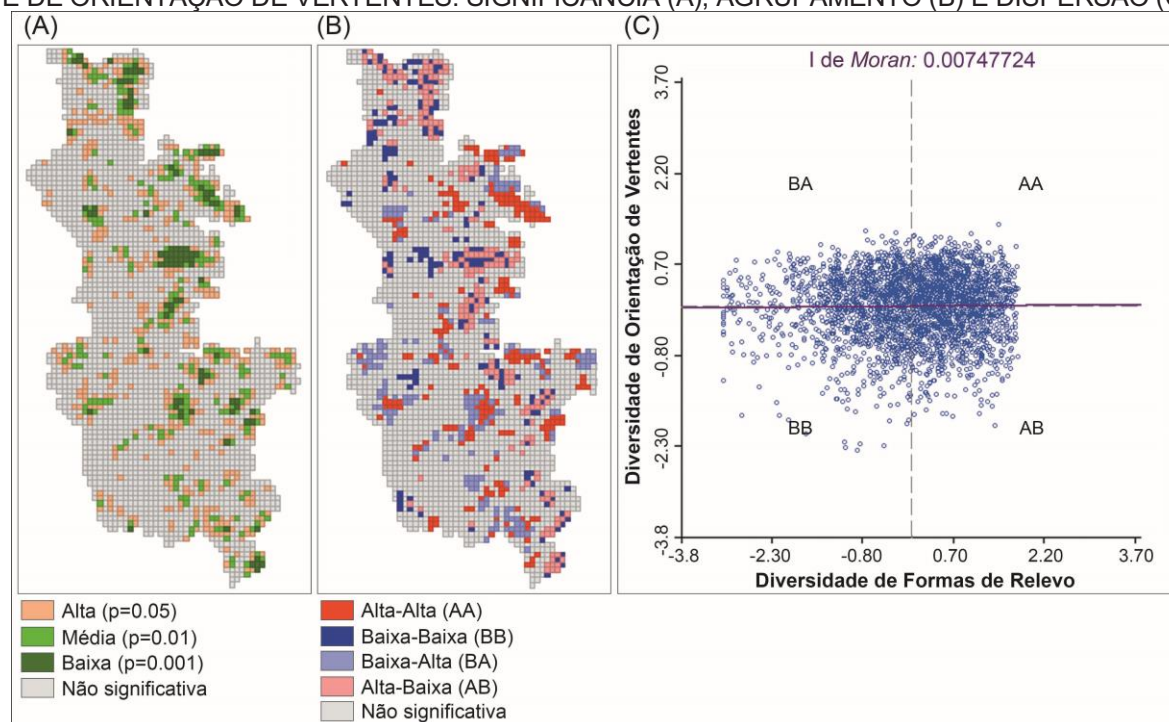 E DE ORIENTAÇÃO DE VERTENTES: SIGNIFICÂNCIA (A), AGRUPAMENTO (B) E DISPERSÃO (
(A)
(B)
(C)
I de Moran: 0.00747724
3.70
2.20
0.70
-0.80
-2.30
-3.8
Diversidade de Orientação de Vertentes
BA
AA
BB
AB
-3.8
-2.30
-0.80
0.70
2.20
3.70
Diversidade de Formas de Relevo
Alta (p=0.05)
Média (p=0.01)
Baixa (p=0.001)
Não significativa
Alta-Alta (AA)
Baixa-Baixa (BB)
Baixa-Alta (BA)
Alta-Baixa (AB)
Não significativa